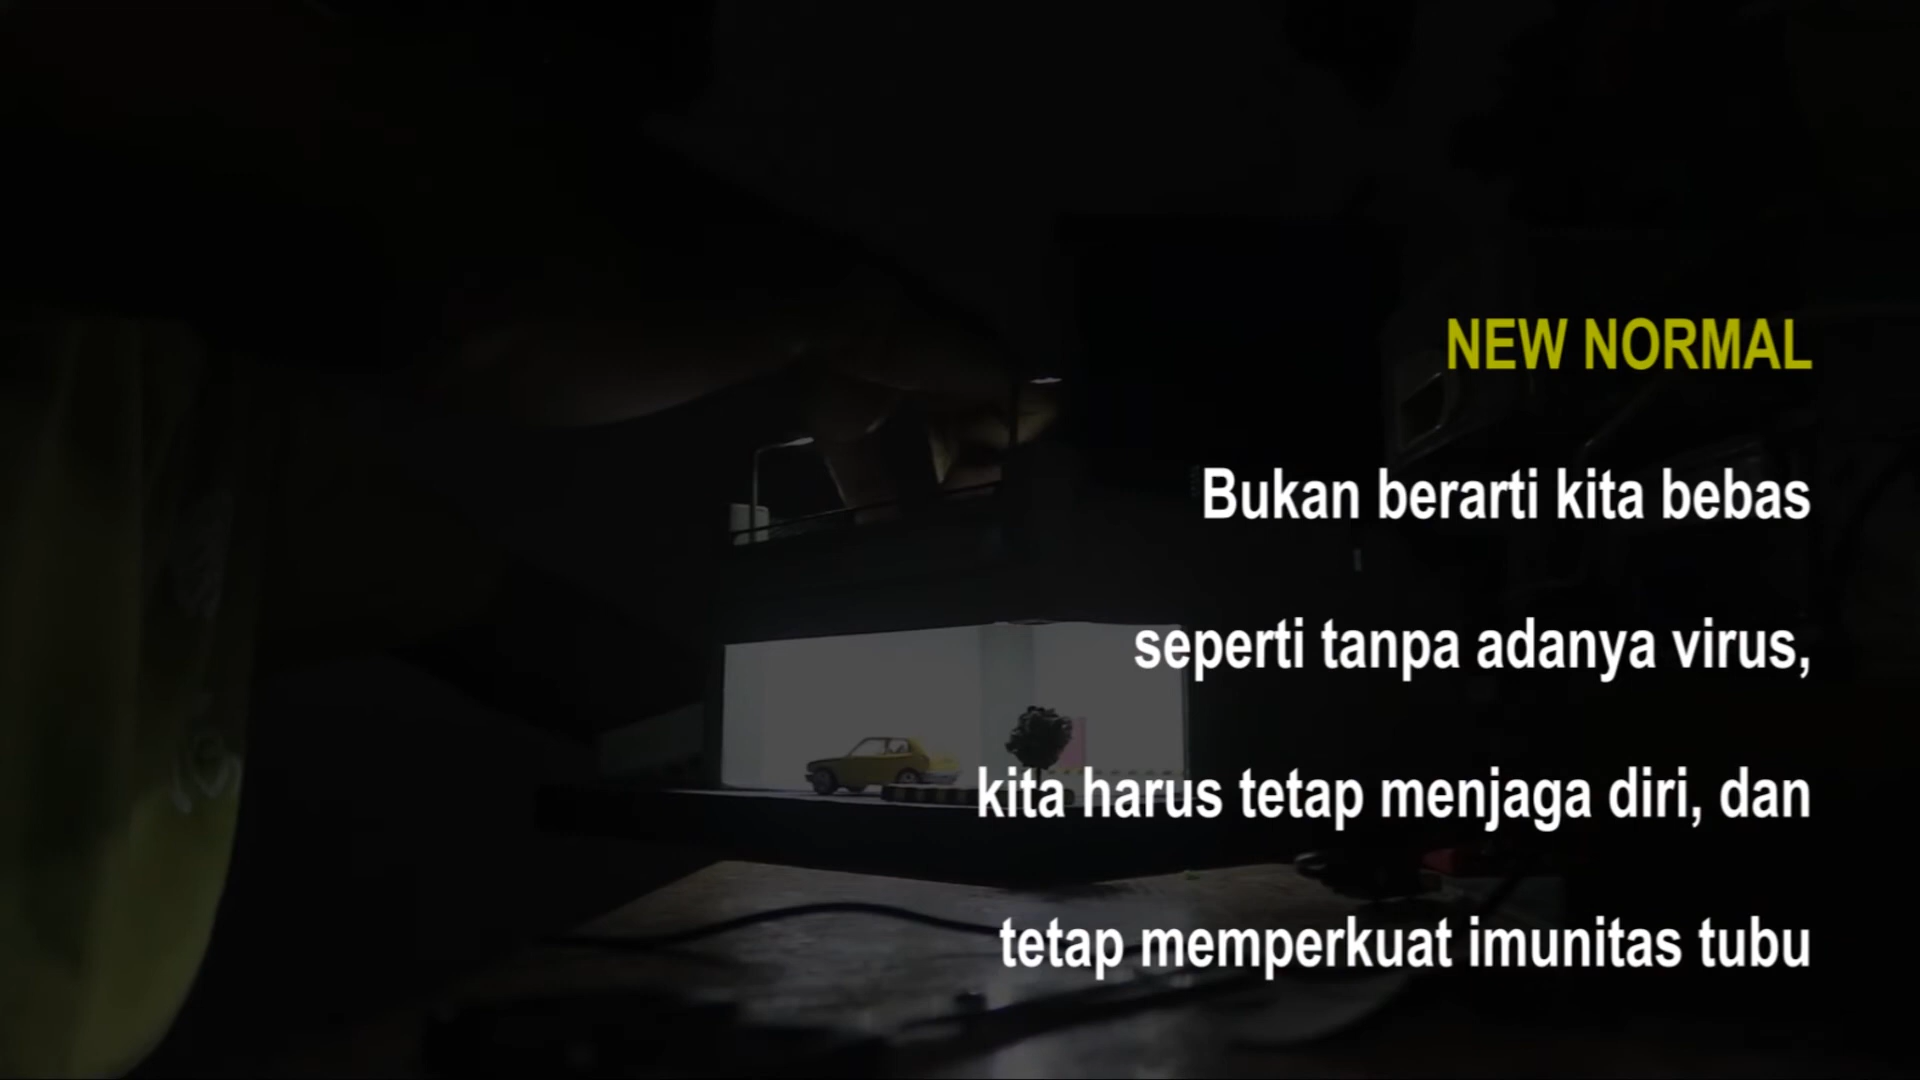 NEW NORMAL
Bukan berarti kita bebas
seperti tanpa adanya virus,
kita harus tetap menjaga diri, dan
tetap memperkuat imunitas tubu